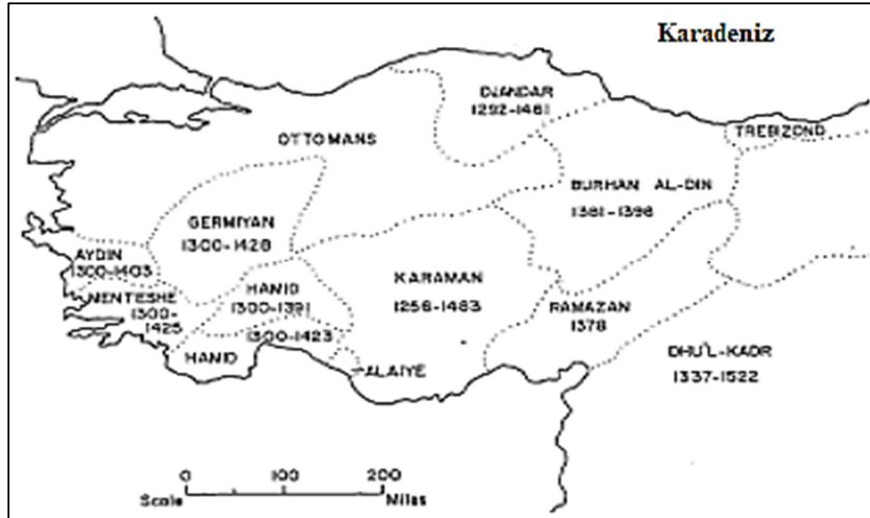 Karadeniz
DJANDAR
1292-1461
TREBIZOND
OTTOMANS
BURHAN AL-DIN
1381-1398
GERMIYAN
1300-1428
AYDIN
1300-1403
KARAMAN
1256-1483
HAMID
1300-1391
MENTESHE
1300-
1425
RAMAZAN
1378
1300-1423
HAMID
ALAIYE
DHU'L-KADR
1337-1522
0 100 200
Scale Miles